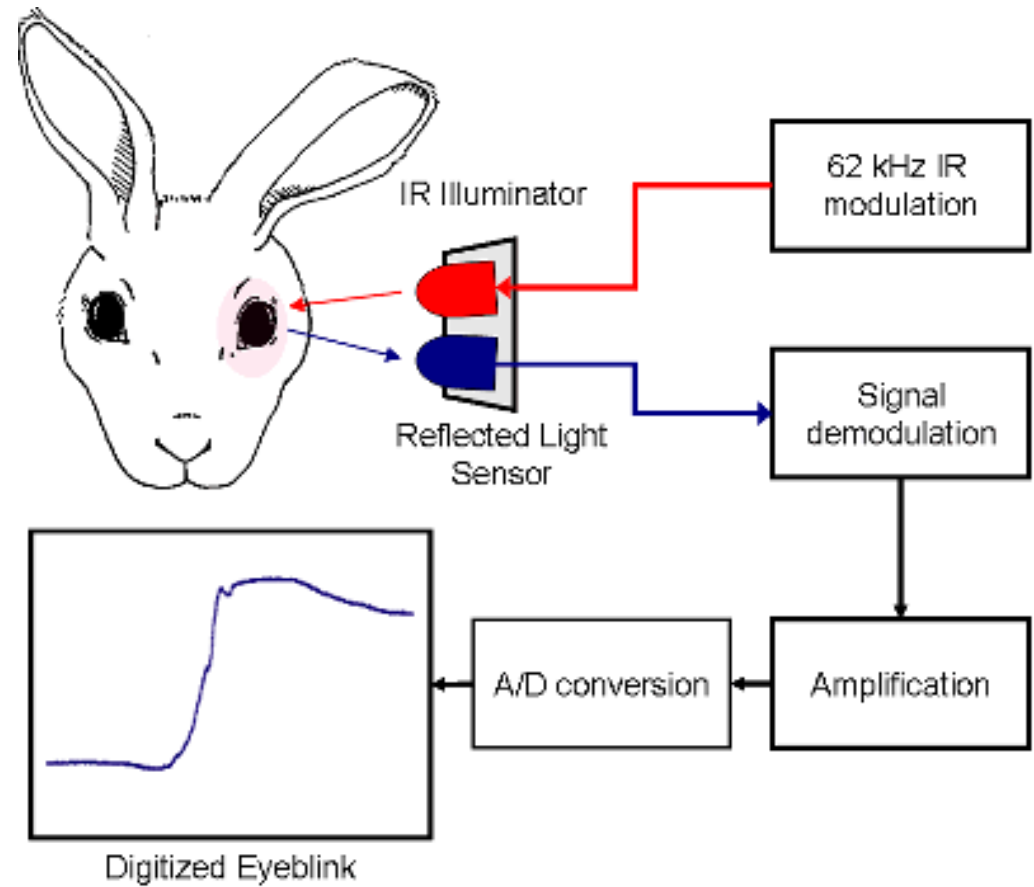 IR Illuminator
62 kHz IR
modulation
Reflected Light
Sensor
Signal
demodulation
A/D conversion
Amplification
Digitized Eyeblink